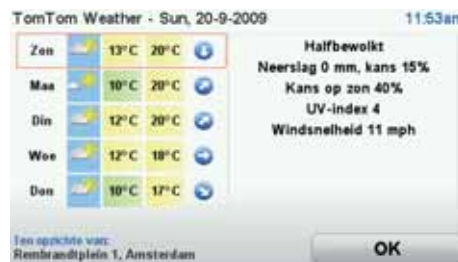 TomTom Weather - Sun, 20-9-2009 11:53am
Zon 13°C 20°C
Maa 10°C 20°C
Din 12°C 20°C
Woe 12°C 18°C
Don 10°C 17°C
Halfbewolkt
Neerslag 0 mm, kans 15%
Kans op zon 40%
UV-index 4
Windsnelheid 11 mph
Ten opzichte van:
Rembrandtplein 1, Amsterdam
OK